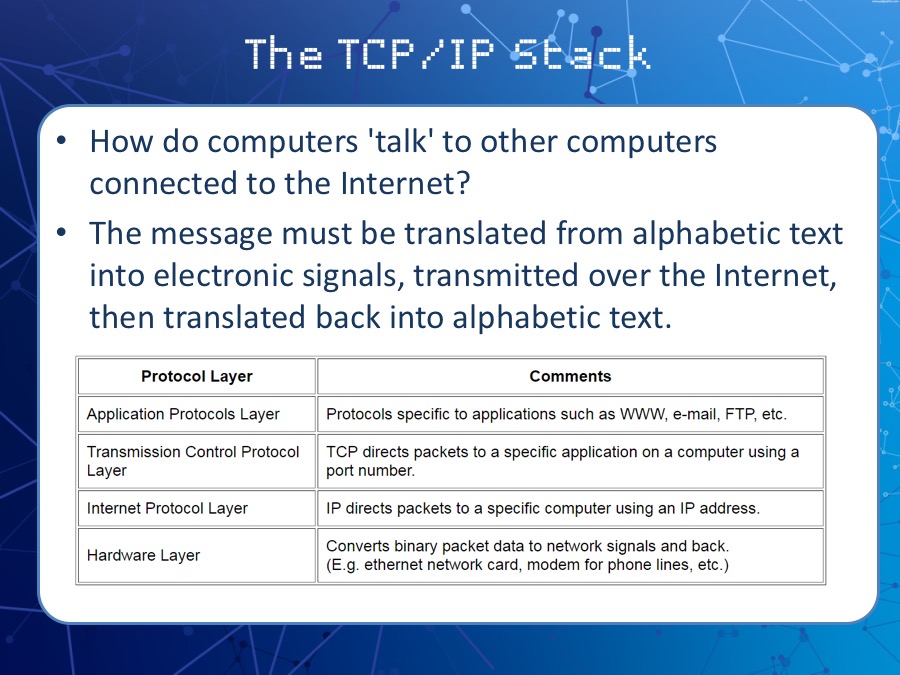 The TCP/IP Stack
• How do computers 'talk' to other computers
connected to the Internet?
• The message must be translated from alphabetic text
into electronic signals, transmitted over the Internet,
then translated back into alphabetic text.
Protocol Layer Comments
Application Protocols Layer Protocols specific to applications such as WWW, e-mail, FTP, etc.
Transmission Control Protocol
Layer
TCP directs packets to a specific application on a computer using a
port number.
Internet Protocol Layer IP directs packets to a specific computer using an IP address.
Hardware Layer
Converts binary packet data to network signals and back.
(E.g. ethernet network card, modem for phone lines, etc.)